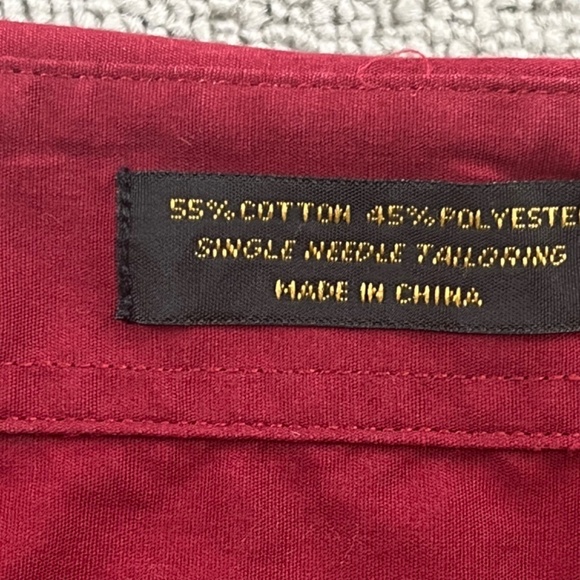 55% COTTON 45% POLYESTE
SINGLE NEEDLE TAILORING
MADE IN CHINA